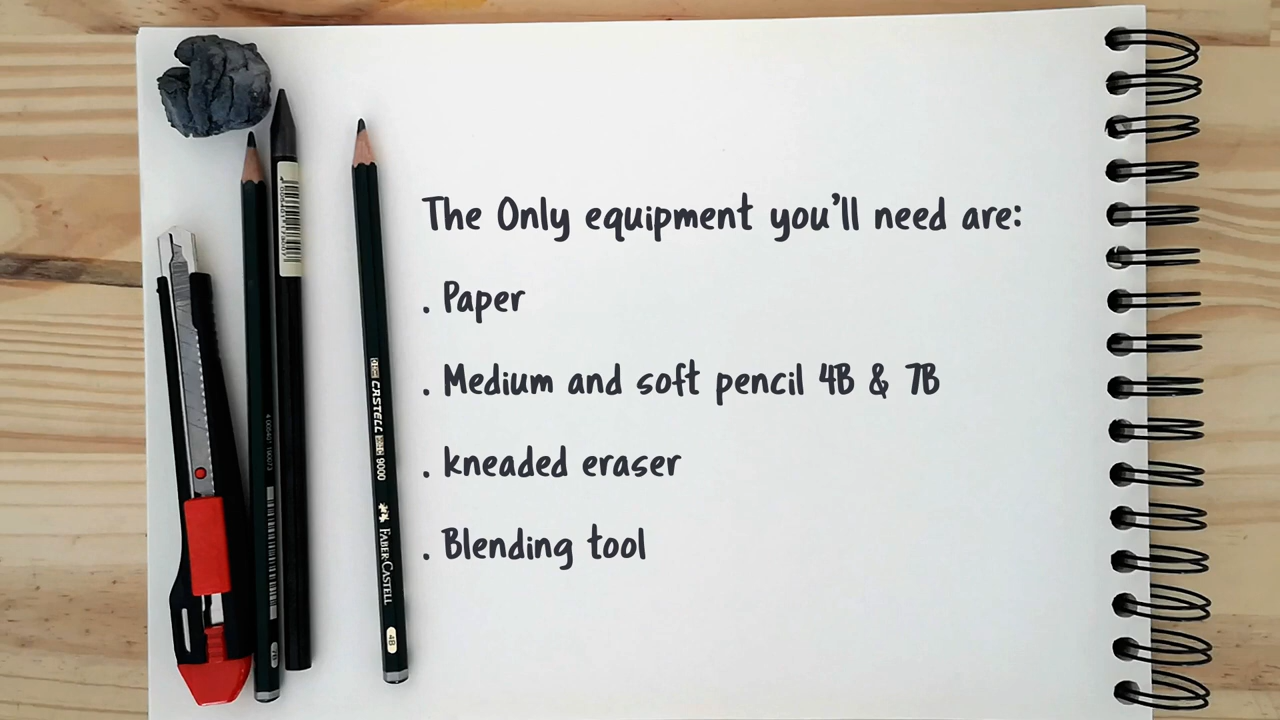 The Only equipment you'll need are:
. Paper
. Medium and soft pencil 4B & 7B
. kneaded eraser
. Blending tool
CASTELL 9000
FABER-CASTELL
4B